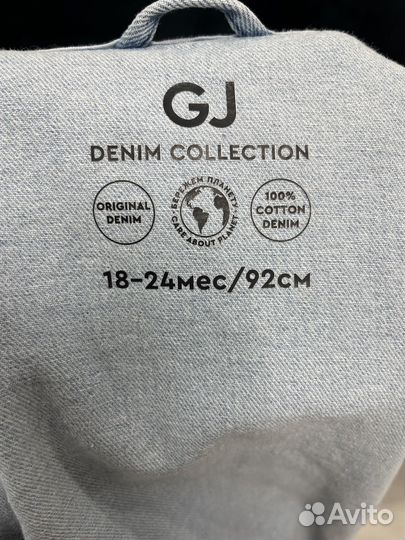 GJ
DENIM COLLECTION
ORIGINAL
DENIM
БЕРЕЖЕМ ПЛАНЕТУ
CARE ABOUT PLANET
100%
COTTON
DENIM
18-24мес/92см
Avito